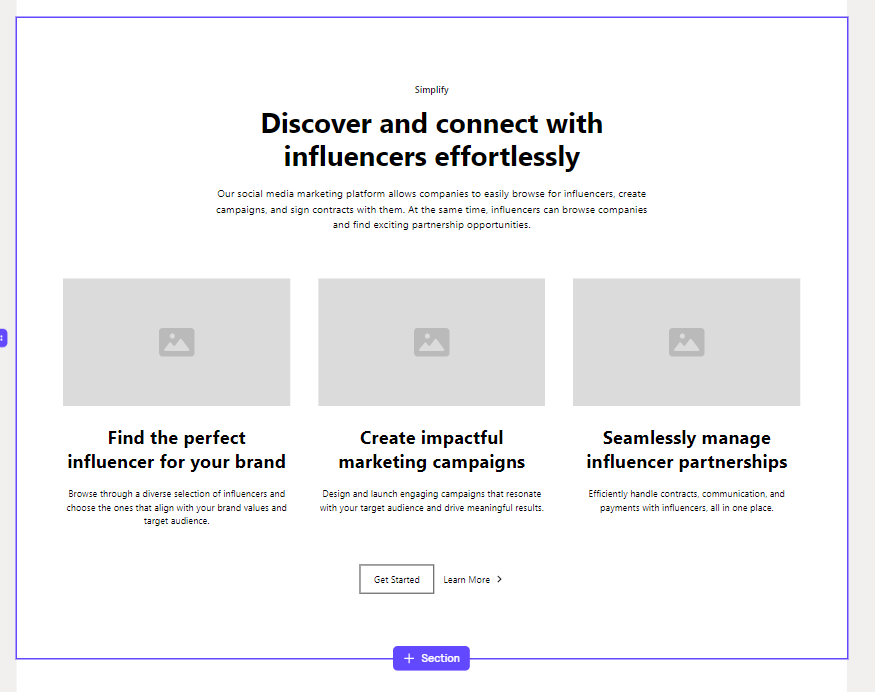 Simplify
Discover and connect with
influencers effortlessly
Our social media marketing platform allows companies to easily browse for influencers, create
campaigns, and sign contracts with them. At the same time, influencers can browse companies
and find exciting partnership opportunities.
Find the perfect
influencer for your brand
Browse through a diverse selection of influencers and
choose the ones that align with your brand values and
target audience.
Create impactful
marketing campaigns
Design and launch engaging campaigns that resonate
with your target audience and drive meaningful results.
Seamlessly manage
influencer partnerships
Efficiently handle contracts, communication, and
payments with influencers, all in one place.
Get Started
Learn More
Section